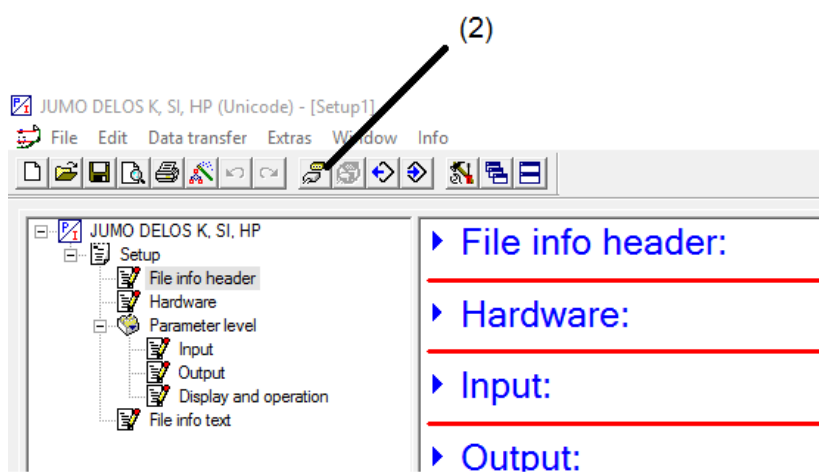 (2)
JUMO DELOS K, SI, HP (Unicode) - [Setup1]
File Edit Data transfer Extras Window Info
JUMO DELOS K, SI, HP
Setup
File info header
Hardware
Parameter level
Input
Output
Display and operation
File info text
File info header:
Hardware:
Input:
Output: